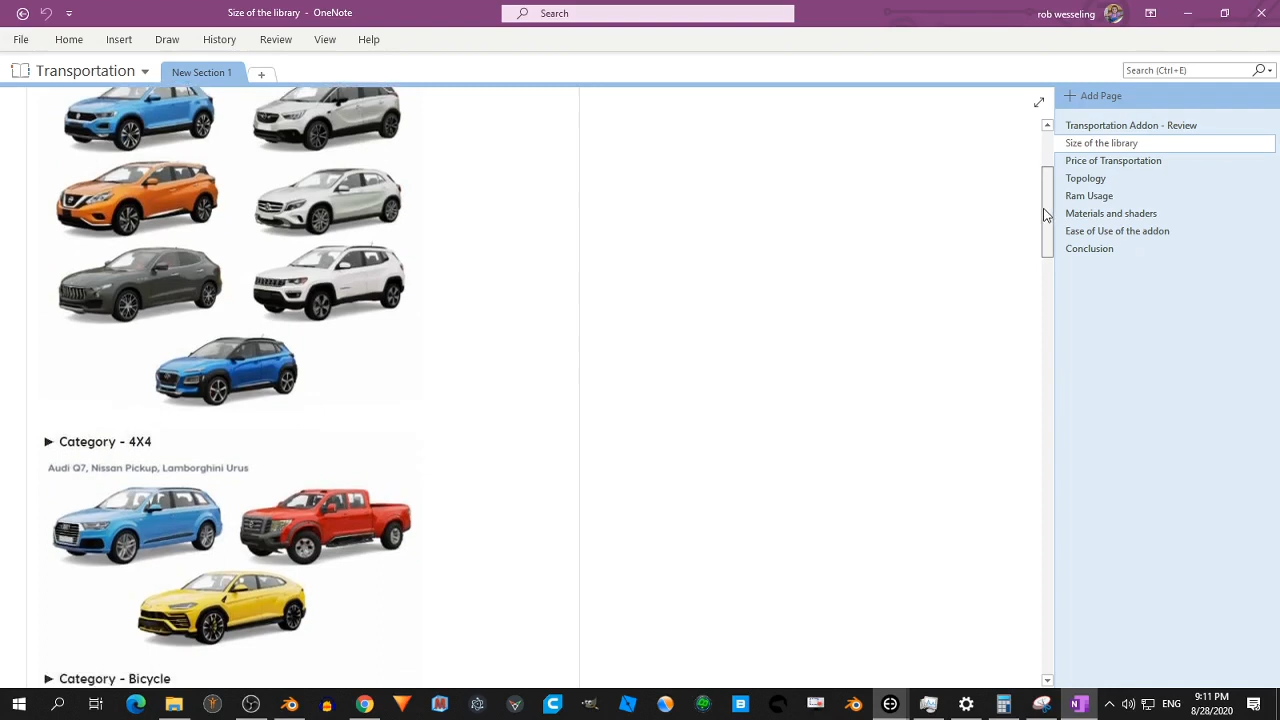 Size of the library - OneNote
Search
rob wesseling
File Home Insert Draw History Review View Help
Transportation
New Section 1
Search (Ctrl+E)
Add Page
Transportation Addon - Review
Size of the library
Price of Transportation
Topology
Ram Usage
Materials and shaders
Ease of Use of the addon
Conclusion
Category - 4X4
Audi Q7, Nissan Pickup, Lamborghini Urus
Category - Bicycle
ENG
9:11 PM
8/28/2020